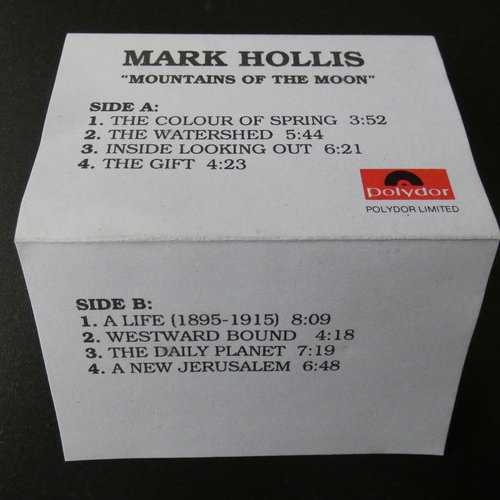 MARK HOLLIS
"MOUNTAINS OF THE MOON"
SIDE A:
1. THE COLOUR OF SPRING 3:52
2. THE WATERSHED 5:44
3. INSIDE LOOKING OUT 6:21
4. THE GIFT 4:23
polydor
POLYDOR LIMITED
SIDE B:
1. A LIFE (1895-1915) 8:09
2. WESTWARD BOUND 4:18
3. THE DAILY PLANET 7:19
4. A NEW JERUSALEM 6:48